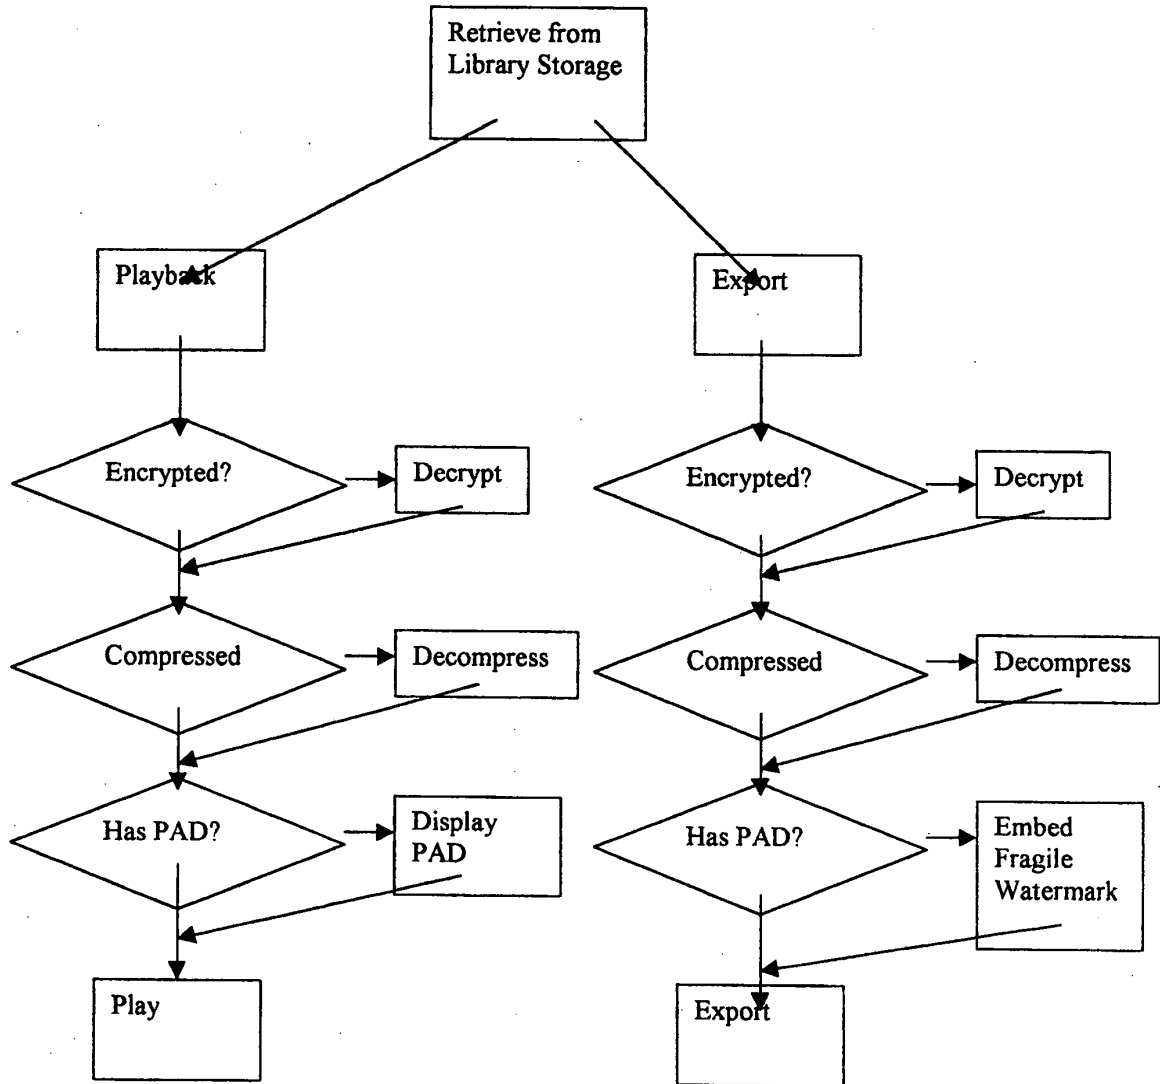 Retrieve from
Library Storage
Playback
Export
Encrypted?
Decrypt
Encrypted?
Decrypt
Compressed
Decompress
Compressed
Decompress
Has PAD?
Display
PAD
Has PAD?
Embed
Fragile
Watermark
Play
Export